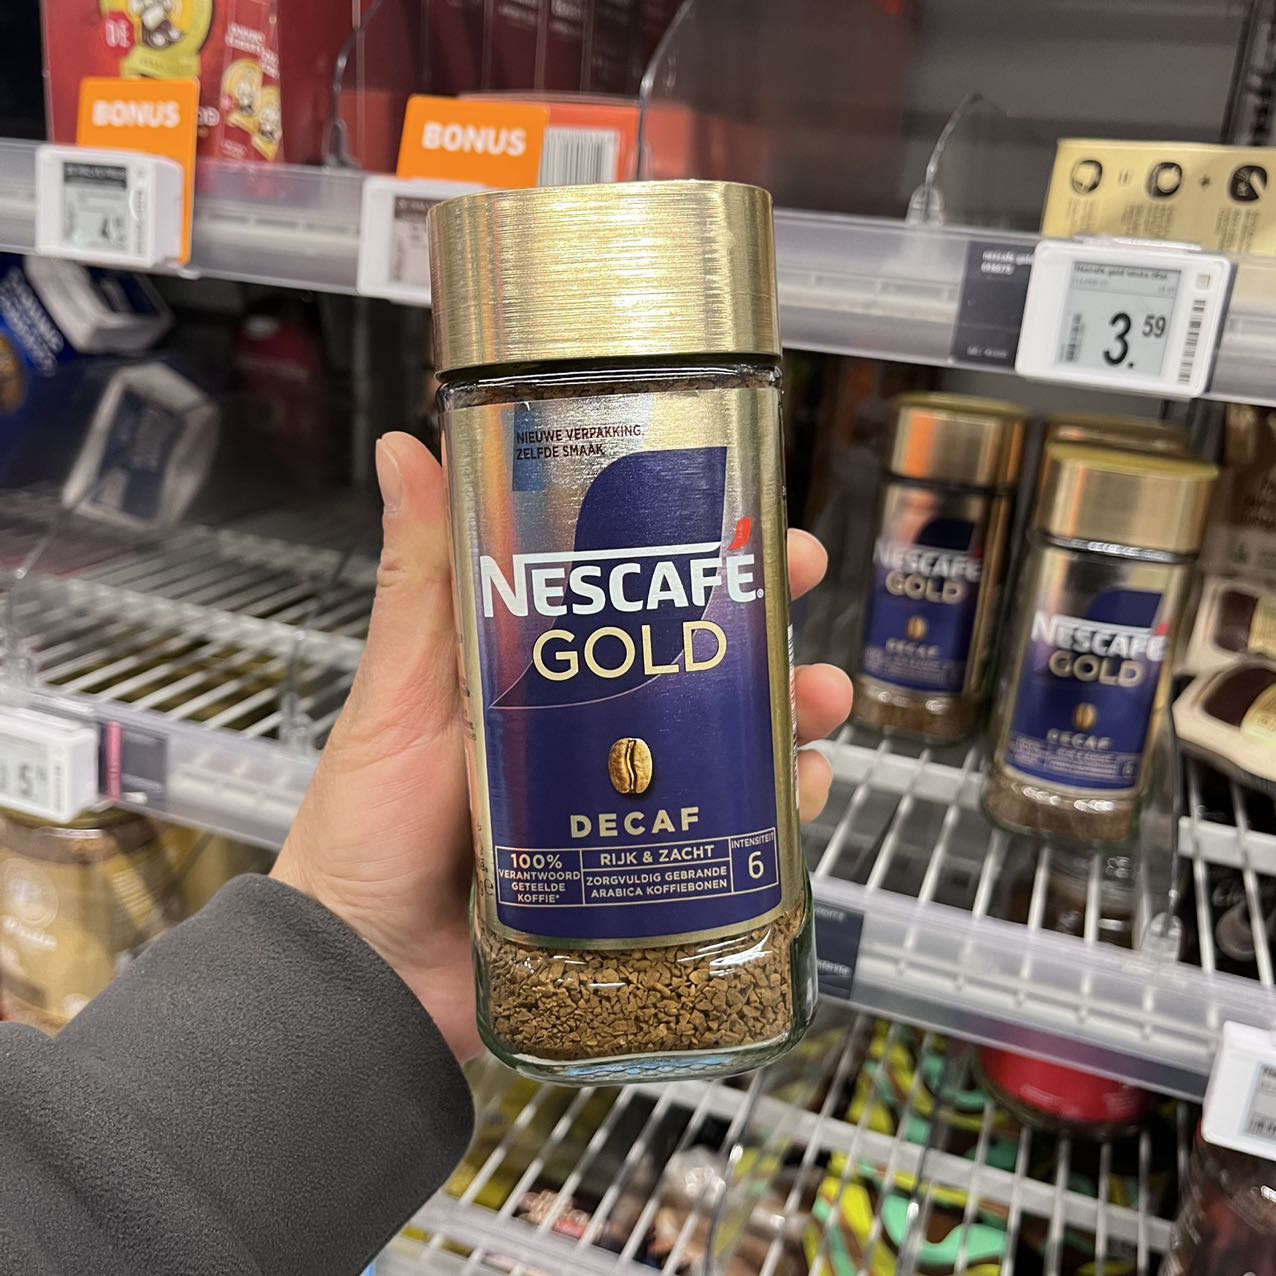 BONUS
BONUS
3.59
NIEUWE VERPAKKING,
ZELFDE SMAAK
NESCAFÉ®
GOLD
DECAF
100%
VERANTWOORD
GETEELDE
KOFFIE*
RIJK & ZACHT
ZORGVULDIG GEBRANDE
ARABICA KOFFIEBONEN
INTENSITEIT
6
NESCAFÉ
GOLD
DECAF
NESCAFÉ
GOLD
DECAF